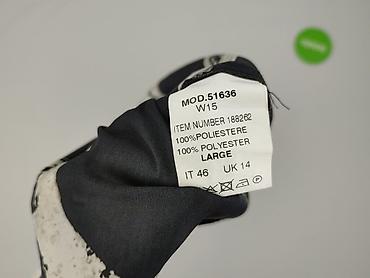 MOD.51636
W15
ITEM NUMBER 188262
100%POLIESTERE
100% POLYESTER
LARGE
IT 46 UK 14